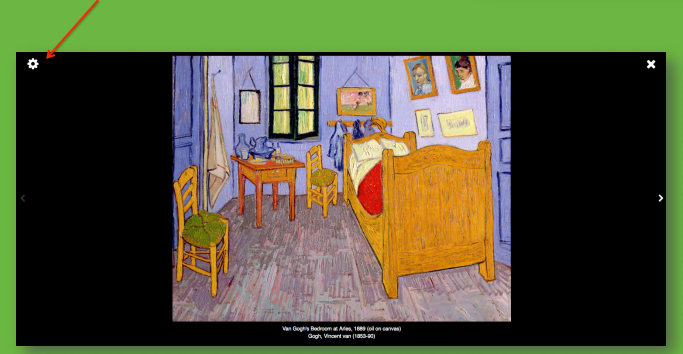 Van Gogh's Bedroom at Arles, 1889 (oil on canvas)
Gogh, Vincent van (1853-90)